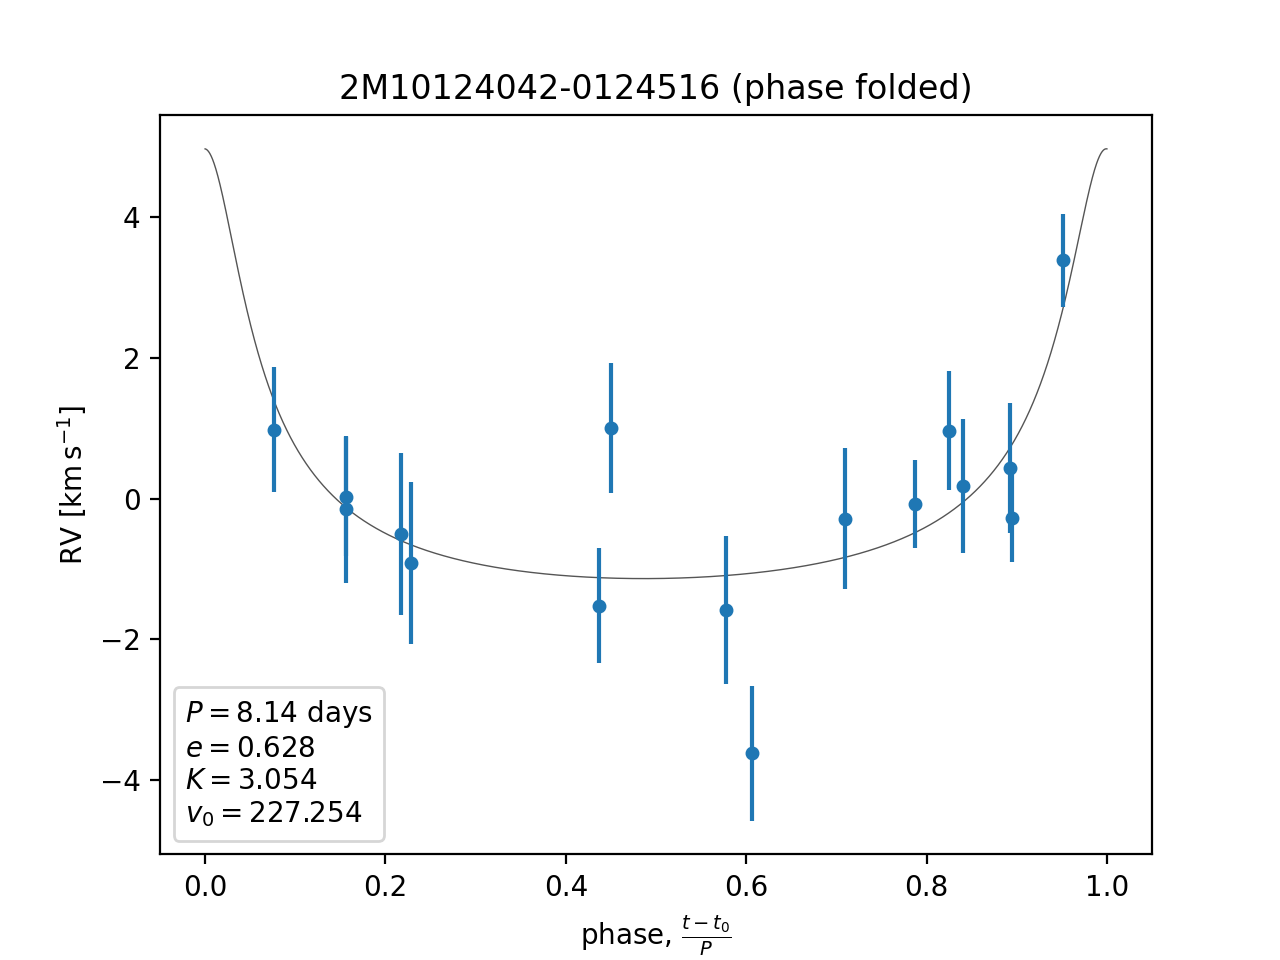 2M10124042-0124516 (phase folded)
RV [km s⁻¹]
4
2
0
−2
−4
P = 8.14 days
e = 0.628
K = 3.054
v₀ = 227.254
0.0 0.2 0.4 0.6 0.8 1.0
phase, (t − t₀)/P